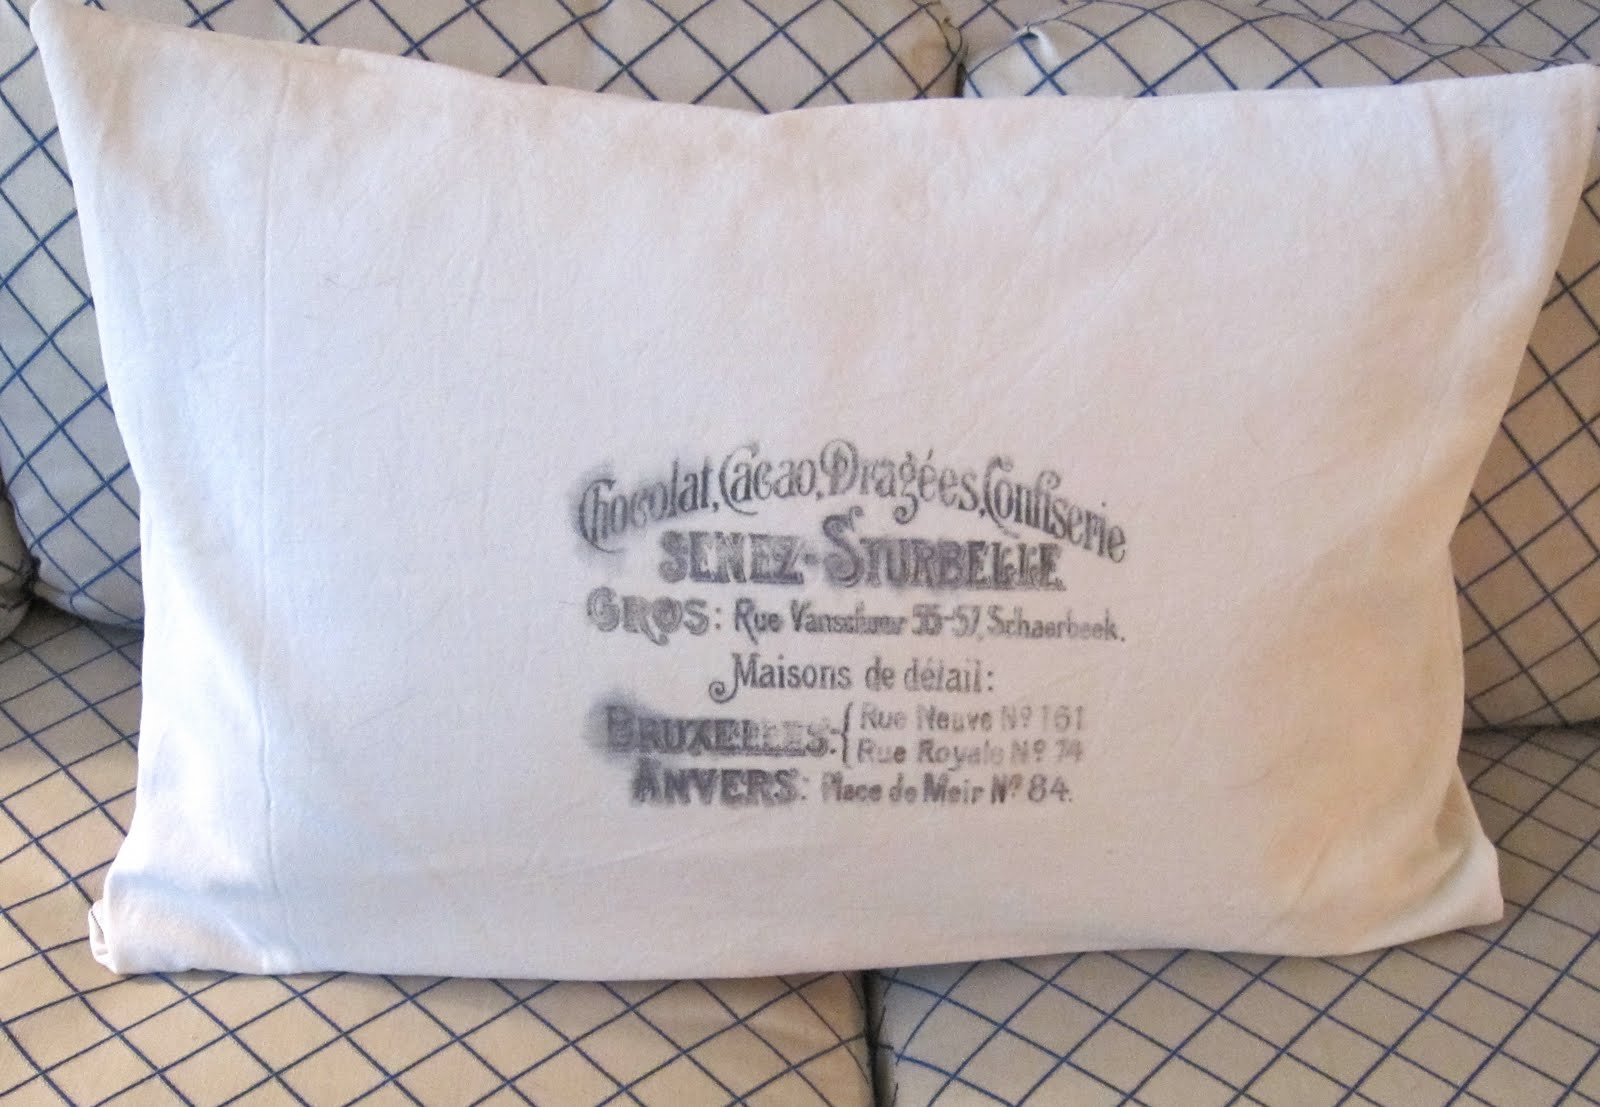 Chocolat, Cacao, Dragées, Confiserie
SENEZ-STURBELLE
GROS: Rue 55-57, Schaerbeek.
Maisons de détail:
BRUXELLES: { Rue Neuve Nº 161
Rue Royale Nº 74
ANVERS: Place de Meir Nº 84.